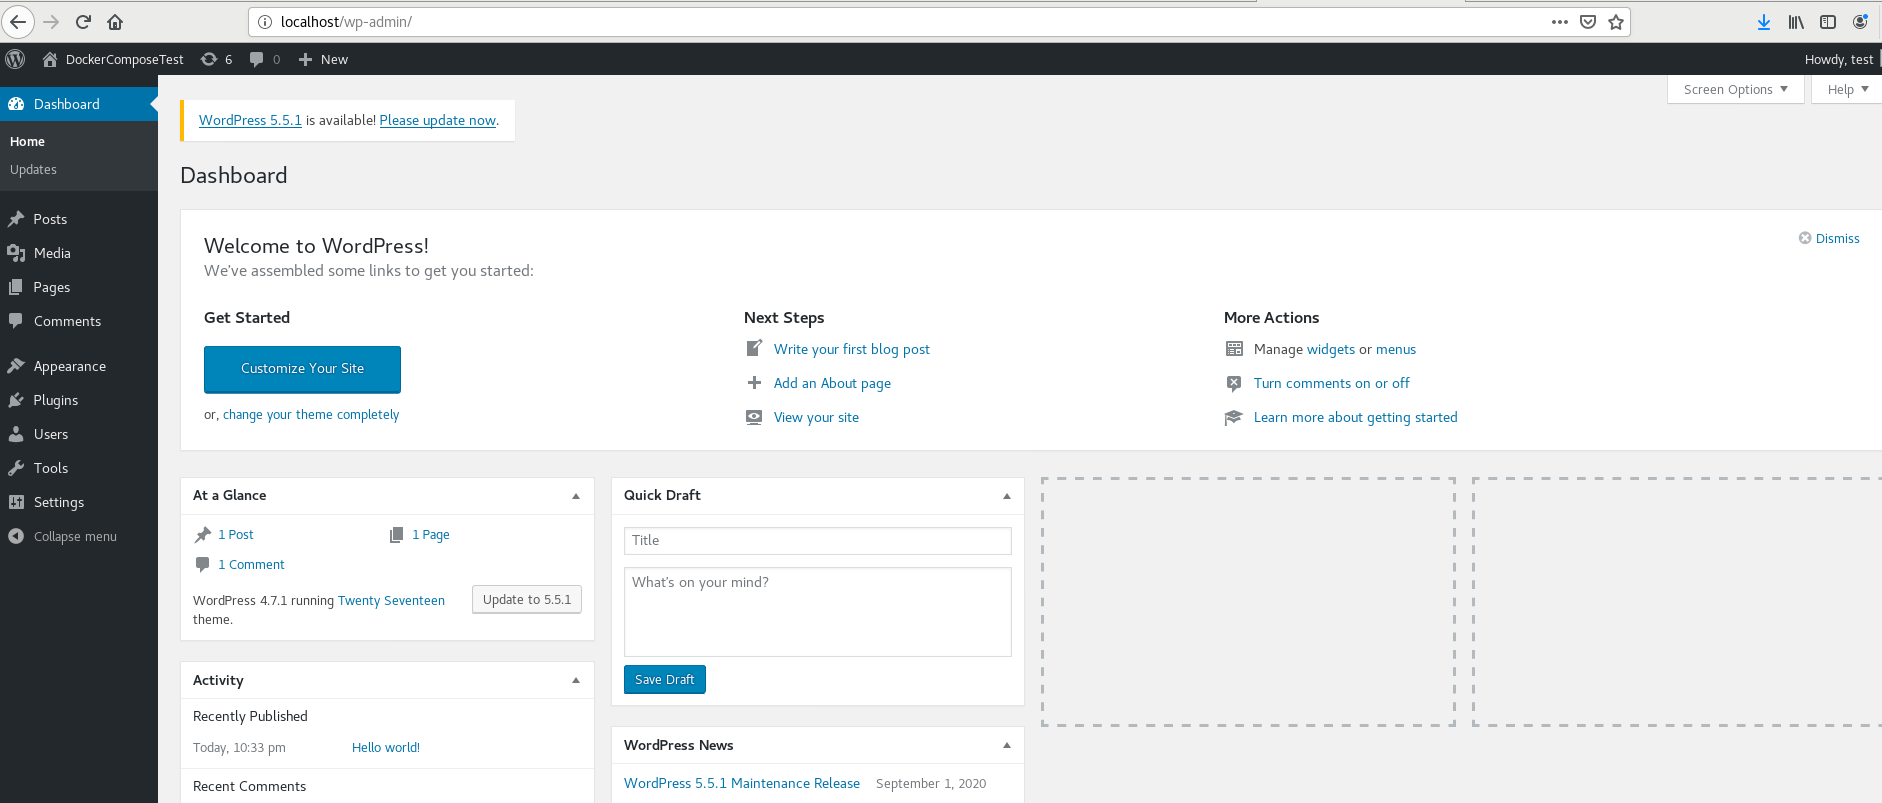 localhost/wp-admin/
DockerComposeTest 6 0 New Howdy, test
Dashboard
Home
Updates
Posts
Media
Pages
Comments
Appearance
Plugins
Users
Tools
Settings
Collapse menu
Screen Options Help
WordPress 5.5.1 is available! Please update now.
Dashboard
Welcome to WordPress!
Dismiss
We've assembled some links to get you started:
Get Started
Customize Your Site
or, change your theme completely
Next Steps
Write your first blog post
Add an About page
View your site
More Actions
Manage widgets or menus
Turn comments on or off
Learn more about getting started
At a Glance
1 Post 1 Page
1 Comment
WordPress 4.7.1 running Twenty Seventeen
theme.
Update to 5.5.1
Activity
Recently Published
Today, 10:33 pm Hello world!
Recent Comments
Quick Draft
Title
What's on your mind?
Save Draft
WordPress News
WordPress 5.5.1 Maintenance Release September 1, 2020